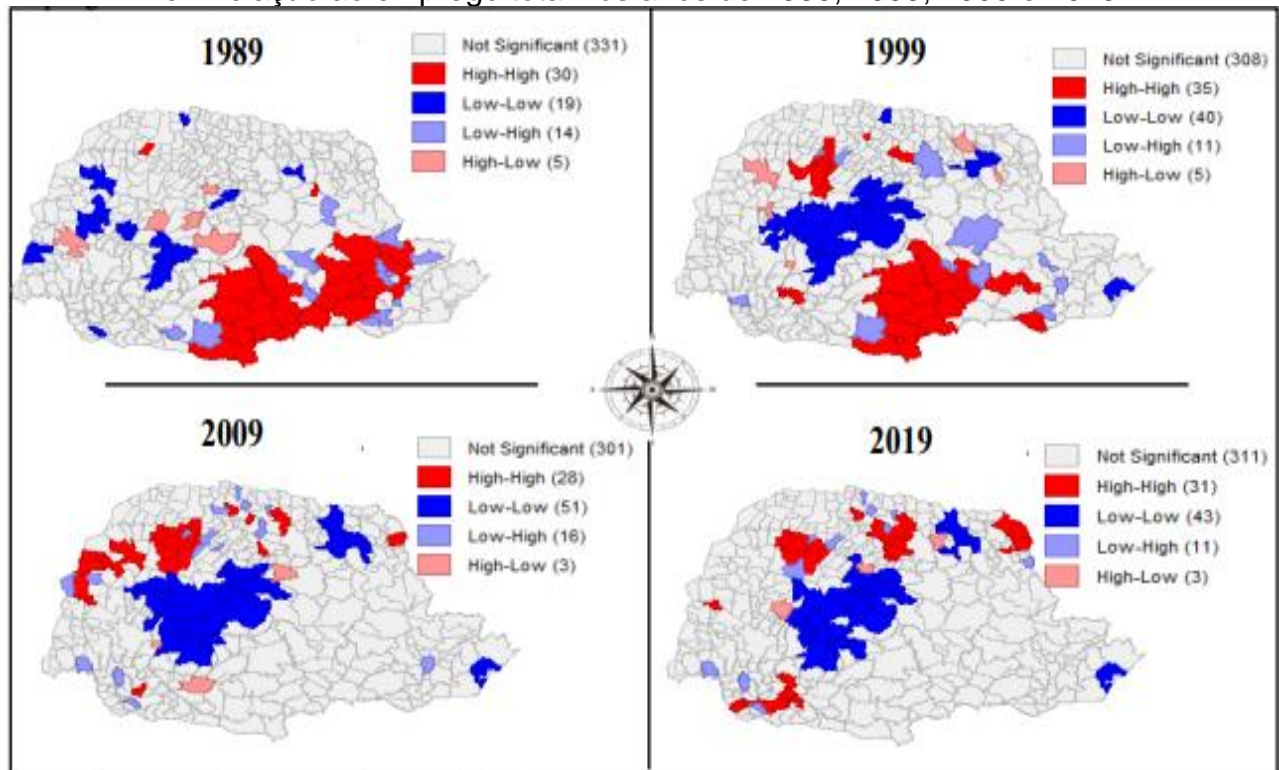 1989
Not Significant (331)
High-High (30)
Low-Low (19)
Low-High (14)
High-Low (5)
1999
Not Significant (308)
High-High (35)
Low-Low (40)
Low-High (11)
High-Low (5)
2009
Not Significant (301)
High-High (28)
Low-Low (51)
Low-High (16)
High-Low (3)
2019
Not Significant (311)
High-High (31)
Low-Low (43)
Low-High (11)
High-Low (3)